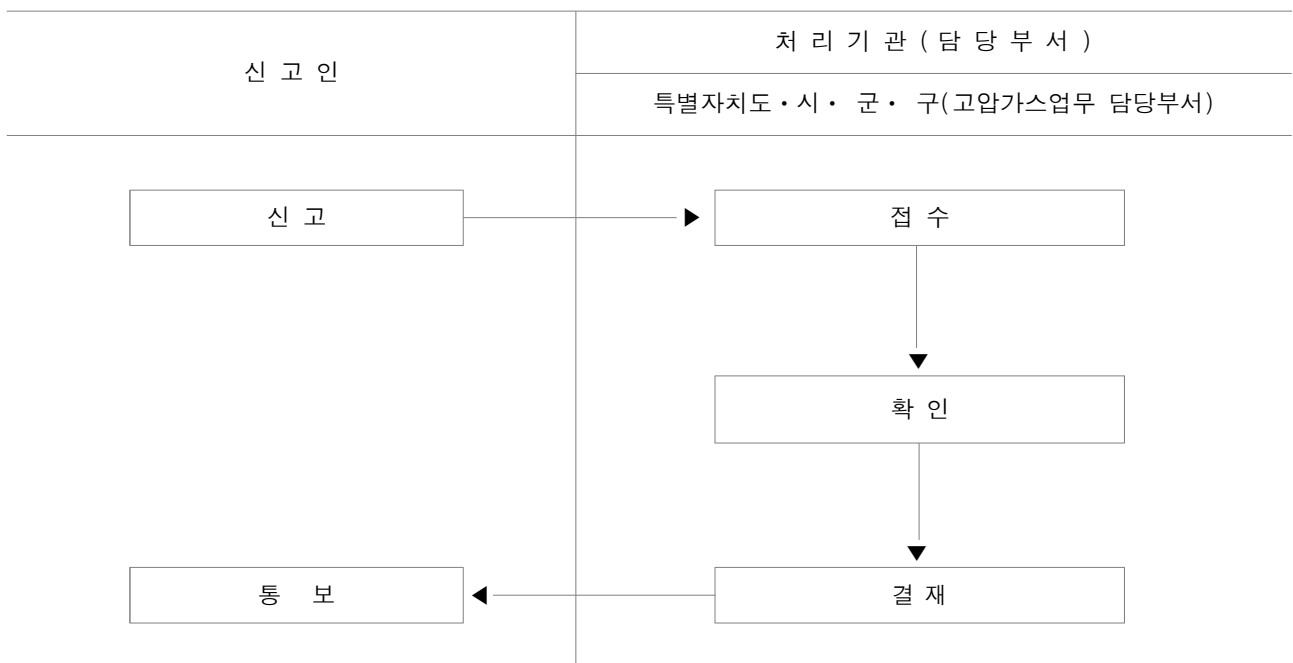 처 리 기 관 ( 담 당 부 서 )
신 고 인
특별자치도・시・ 군・ 구(고압가스업무 담당부서)
신 고
접 수
확 인
통 보
결 재